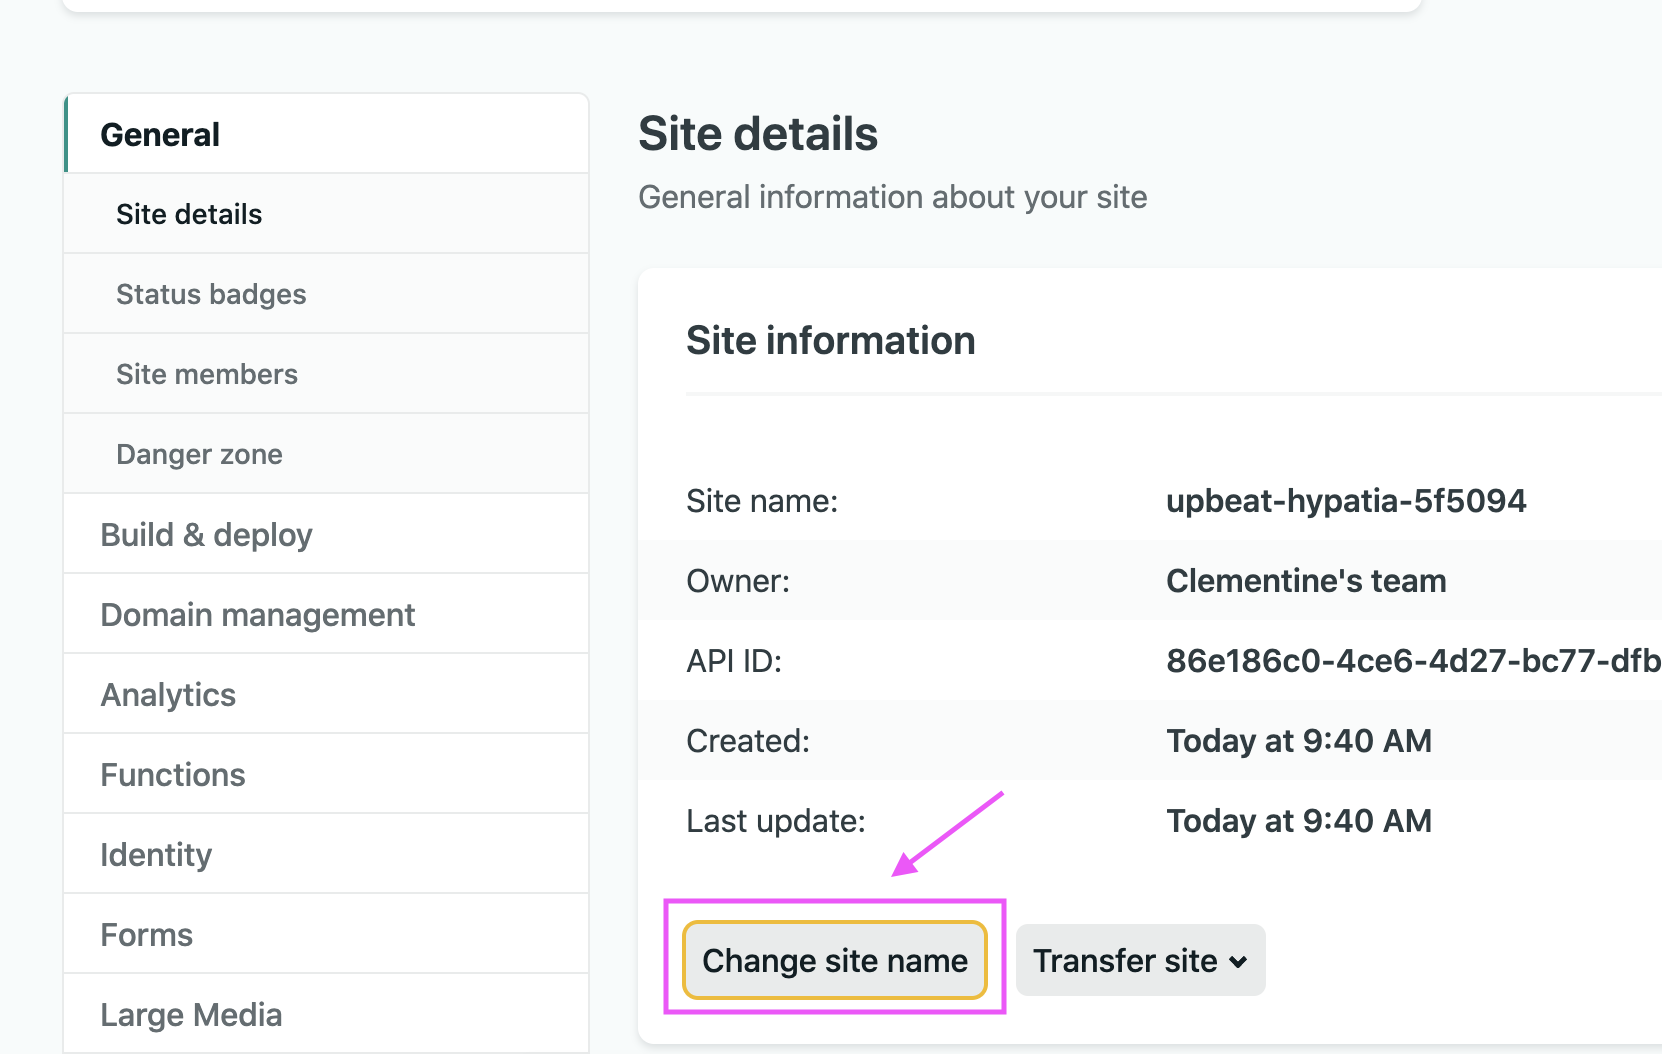 General
Site details
Status badges
Site members
Danger zone
Build & deploy
Domain management
Analytics
Functions
Identity
Forms
Large Media
Site details
General information about your site
Site information
Site name: upbeat-hypatia-5f5094
Owner: Clementine's team
API ID: 86e186c0-4ce6-4d27-bc77-dfb
Created: Today at 9:40 AM
Last update: Today at 9:40 AM
Change site name Transfer site